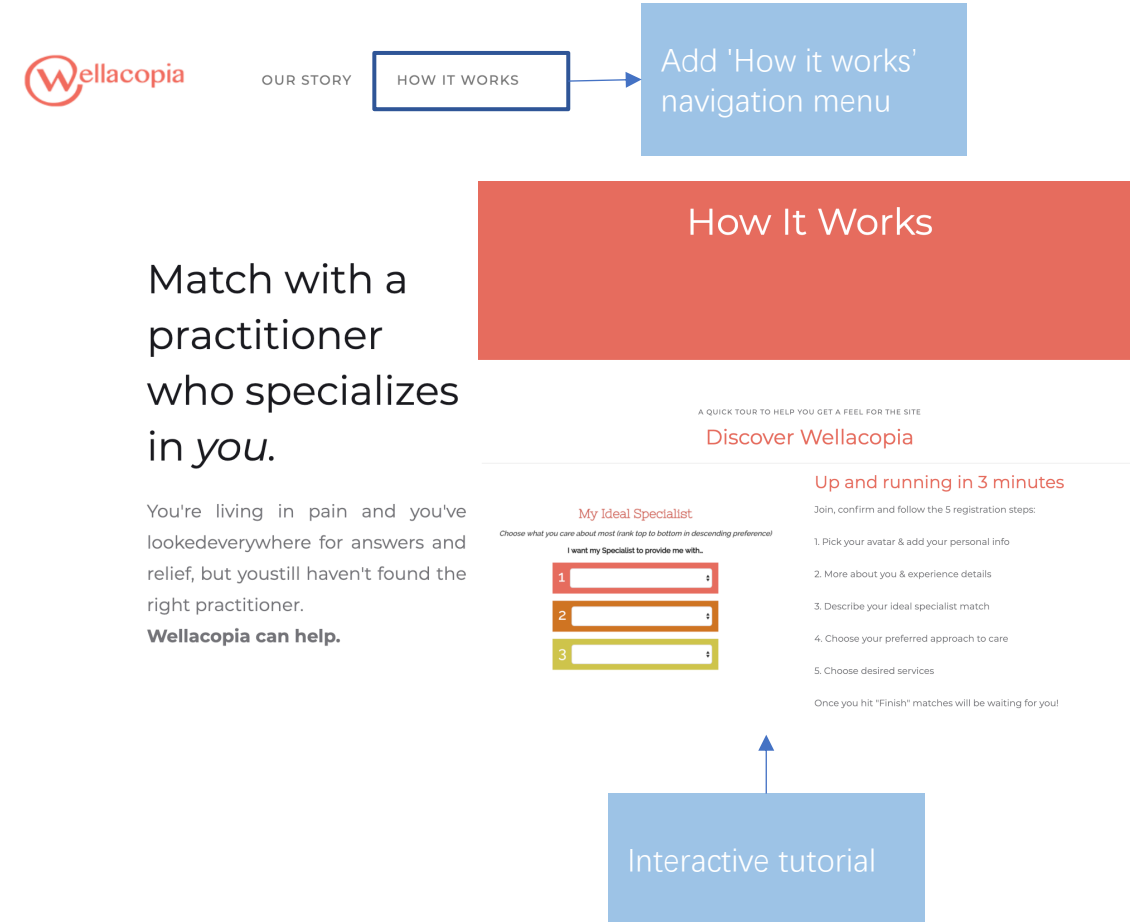 Wellacopia
OUR STORY
HOW IT WORKS
Add 'How it works'
navigation menu
How It Works
Match with a
practitioner
who specializes
in you.
You're living in pain and you've
lookedeverywhere for answers and
relief, but youstill haven't found the
right practitioner.
Wellacopia can help.
A QUICK TOUR TO HELP YOU GET A FEEL FOR THE SITE
Discover Wellacopia
My Ideal Specialist
Choose what you care about most (rank top to bottom in descending preference)
I want my Specialist to provide me with...
1
2
3
Up and running in 3 minutes
Join, confirm and follow the 5 registration steps:
1. Pick your avatar & add your personal info
2. More about you & experience details
3. Describe your ideal specialist match
4. Choose your preferred approach to care
5. Choose desired services
Once you hit "Finish" matches will be waiting for you!
Interactive tutorial